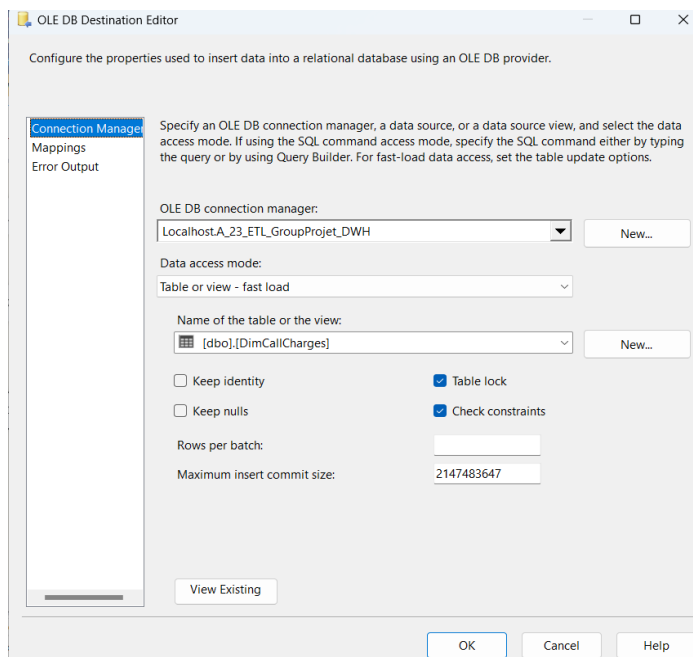 OLE DB Destination Editor
Configure the properties used to insert data into a relational database using an OLE DB provider.
Connection Manager
Mappings
Error Output
Specify an OLE DB connection manager, a data source, or a data source view, and select the data
access mode. If using the SQL command access mode, specify the SQL command either by typing
the query or by using Query Builder. For fast-load data access, set the table update options.
OLE DB connection manager:
Localhost.A_23_ETL_GroupProjet_DWH
New...
Data access mode:
Table or view - fast load
Name of the table or the view:
[dbo].[DimCallCharges]
New...
Keep identity
Table lock
Keep nulls
Check constraints
Rows per batch:
Maximum insert commit size:
2147483647
View Existing
OK
Cancel
Help